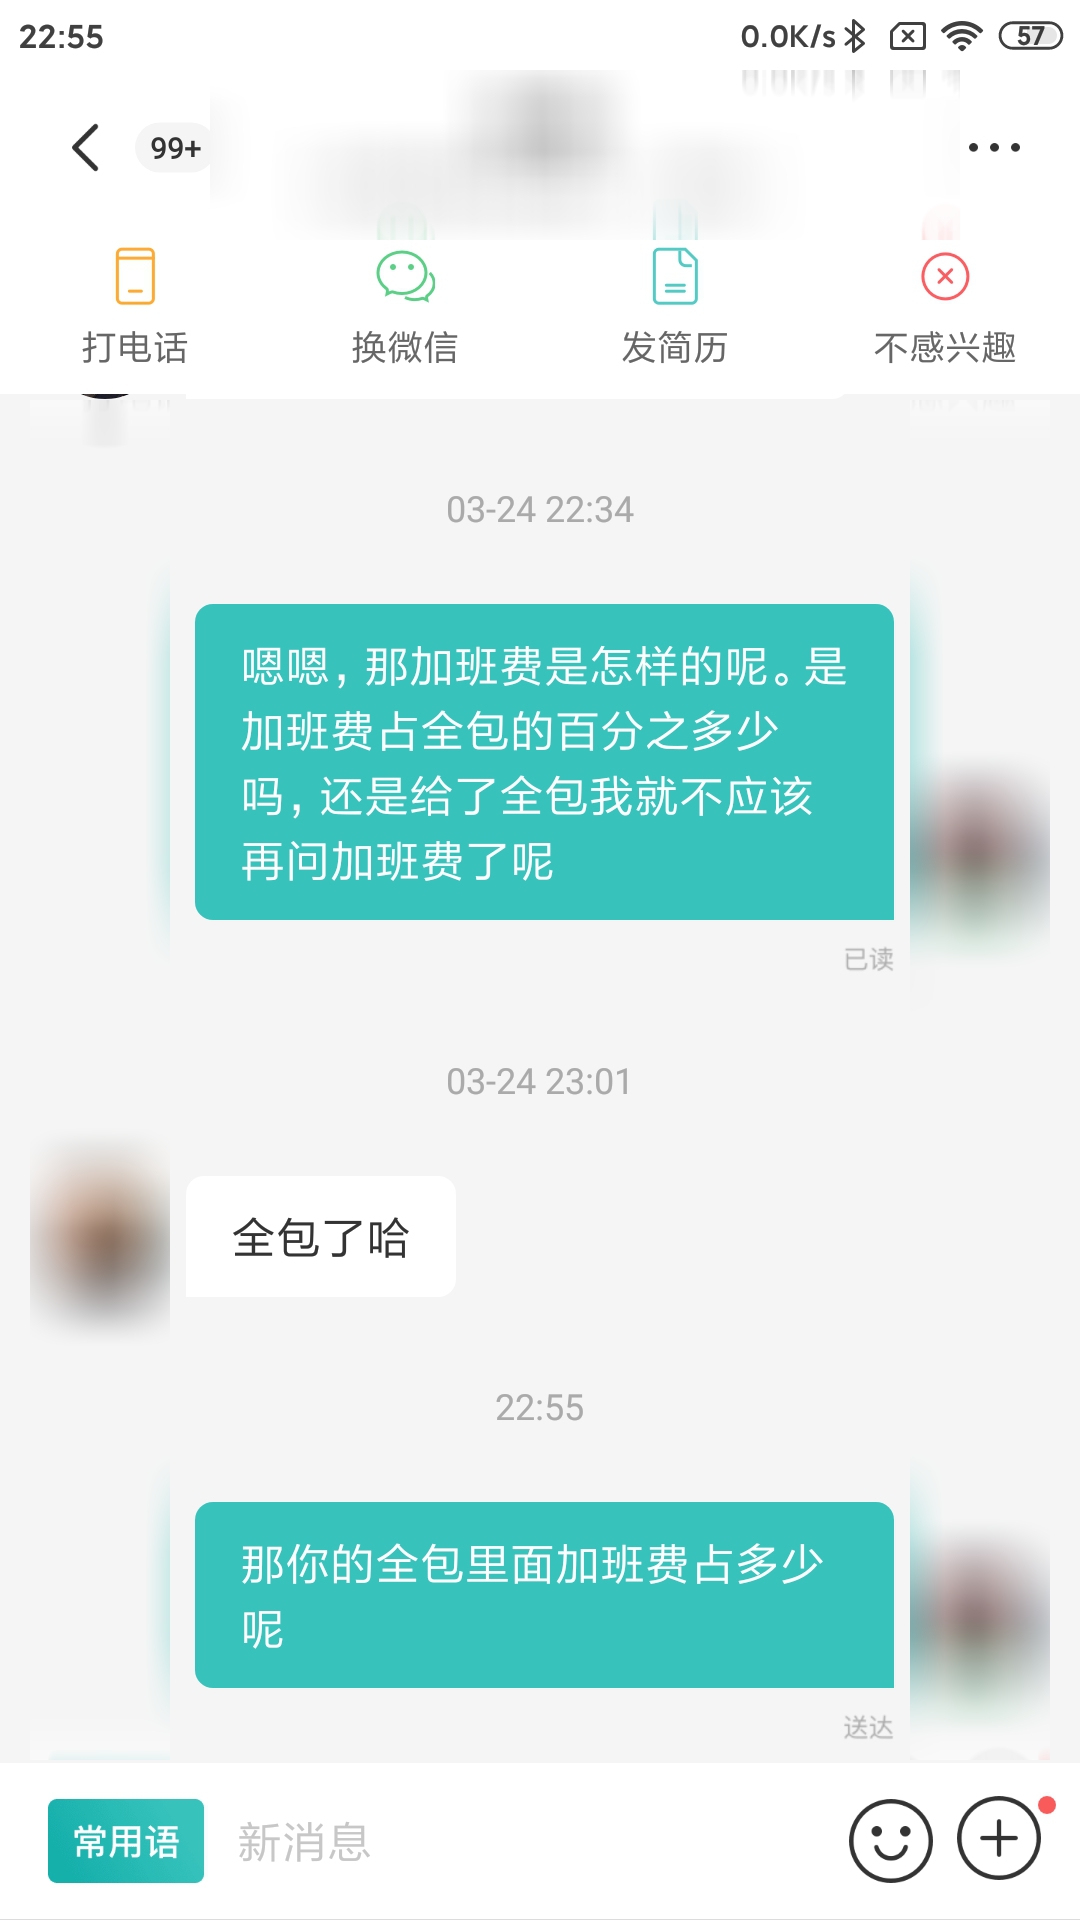 22:55 0.0K/s 57
99+
打电话 换微信 发简历 不感兴趣
03-24 22:34
嗯嗯，那加班费是怎样的呢。是
加班费占全包的百分之多少
吗，还是给了全包我就不应该
再问加班费了呢
已读
03-24 23:01
全包了哈
22:55
那你的全包里面加班费占多少
呢
送达
常用语 新消息